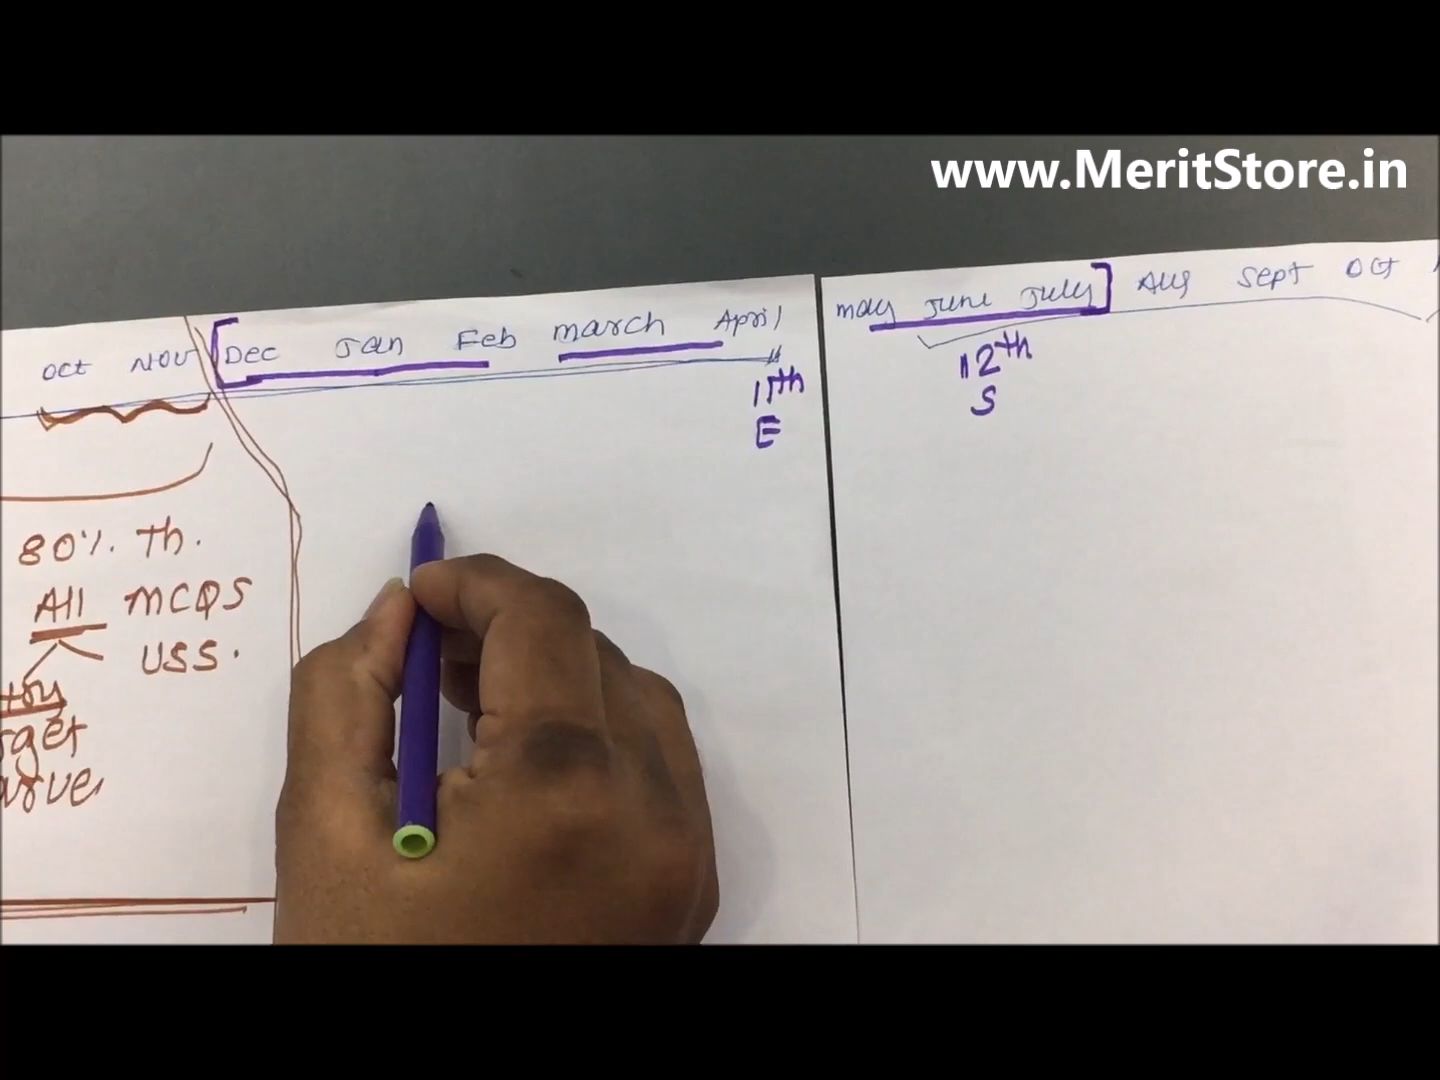 www.MeritStore.in
Oct Nov Dec Jan Feb march April
may June July Aug Sept Oct
11th
E
12th
S
80% Th.
All MCQS
USS.